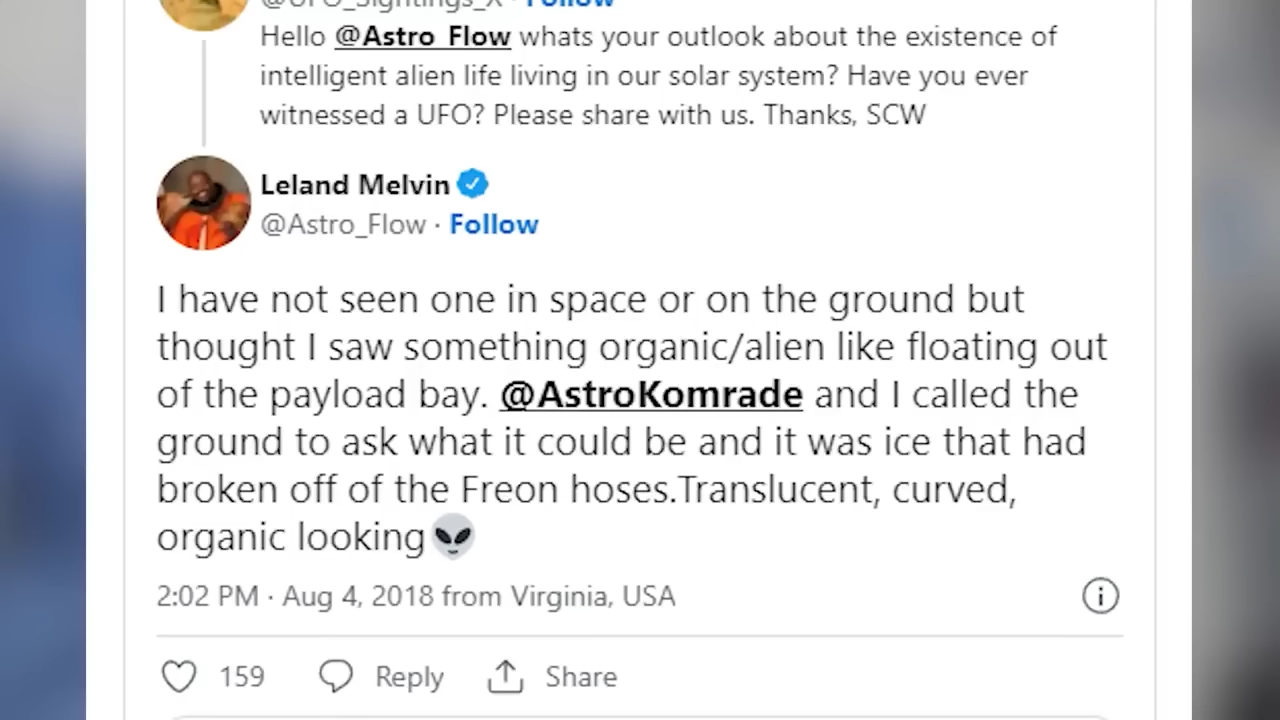 @UFO_Sightings_X · Follow
Hello @Astro_Flow whats your outlook about the existence of
intelligent alien life living in our solar system? Have you ever
witnessed a UFO? Please share with us. Thanks, SCW
Leland Melvin
@Astro_Flow · Follow
I have not seen one in space or on the ground but
thought I saw something organic/alien like floating out
of the payload bay. @AstroKomrade and I called the
ground to ask what it could be and it was ice that had
broken off of the Freon hoses.Translucent, curved,
organic looking👽
2:02 PM · Aug 4, 2018 from Virginia, USA
159 Reply Share